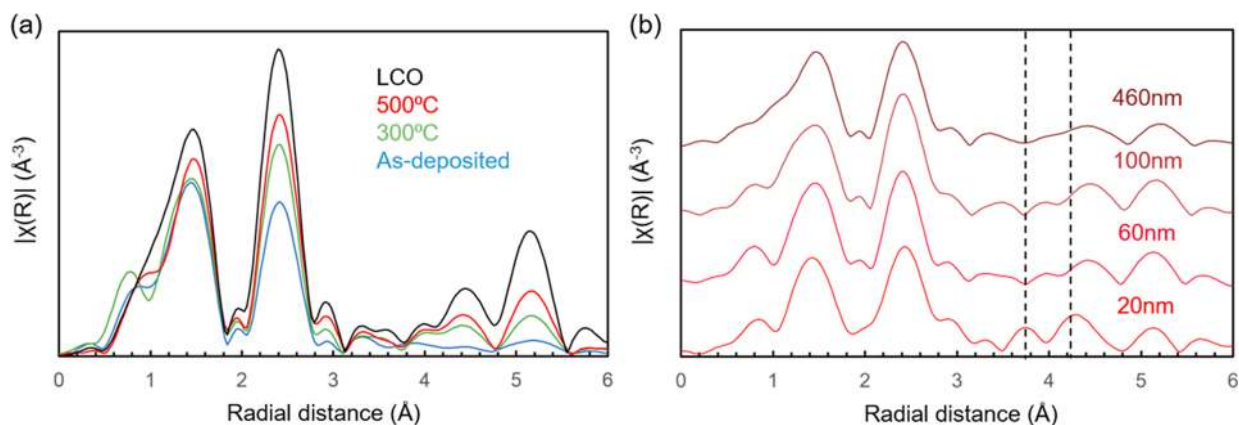 (a)
|χ(R)| (Å⁻³)
LCO
500ºC
300ºC
As-deposited
0 1 2 3 4 5 6
Radial distance (Å)
(b)
|χ(R)| (Å⁻³)
460nm
100nm
60nm
20nm
0 1 2 3 4 5 6
Radial distance (Å)